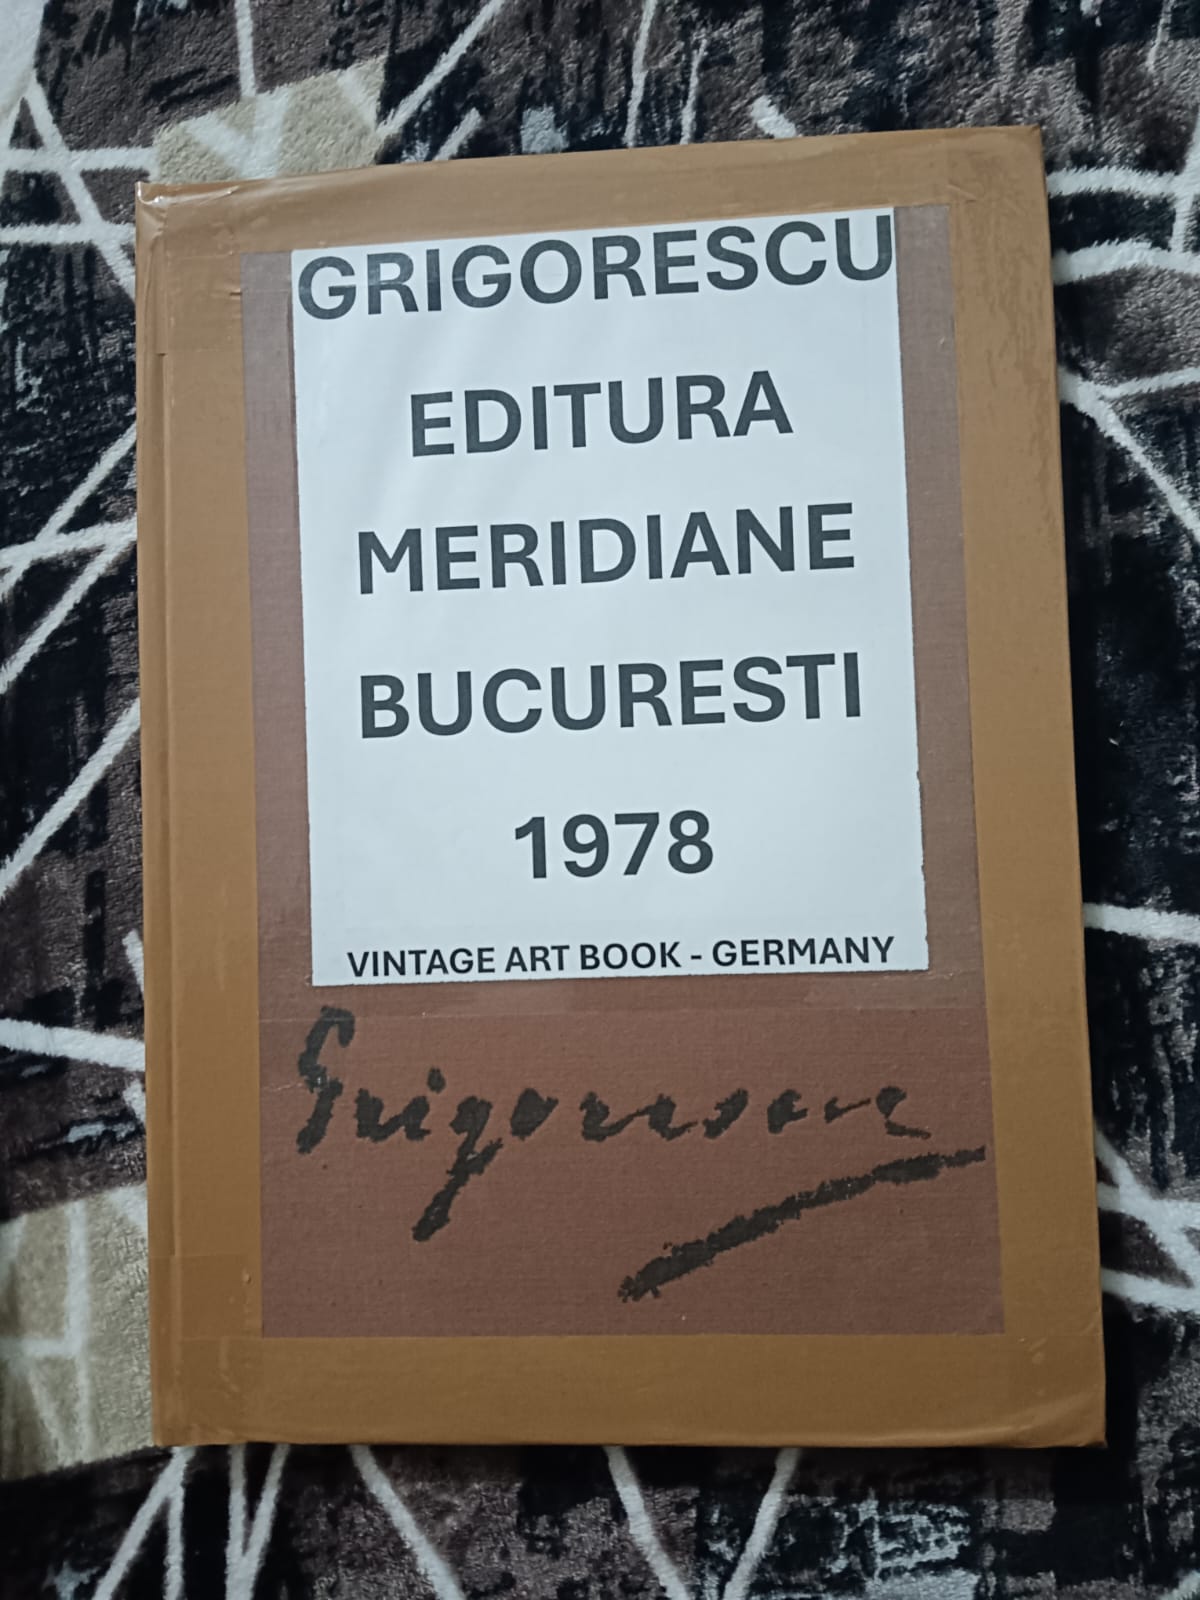 GRIGORESCU
EDITURA
MERIDIANE
BUCURESTI
1978
VINTAGE ART BOOK - GERMANY
Grigorescu